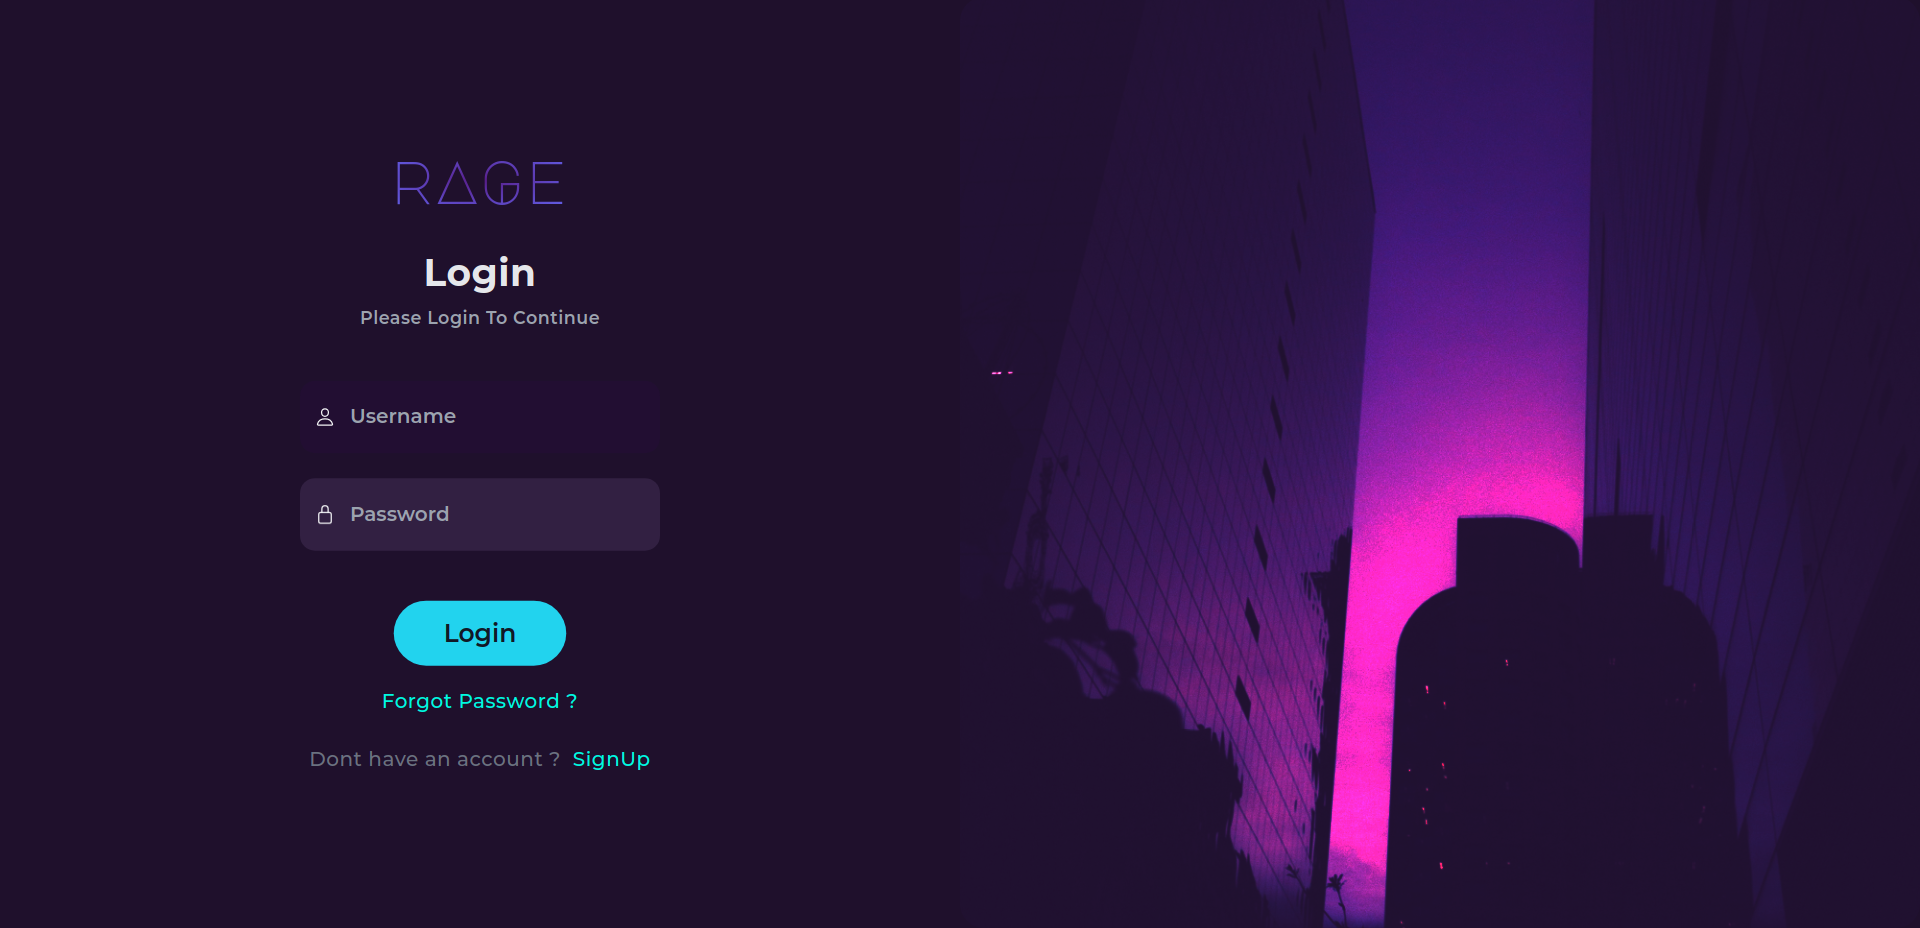 RAGE
Login
Please Login To Continue
Username
Password
Login
Forgot Password ?
Dont have an account ? SignUp